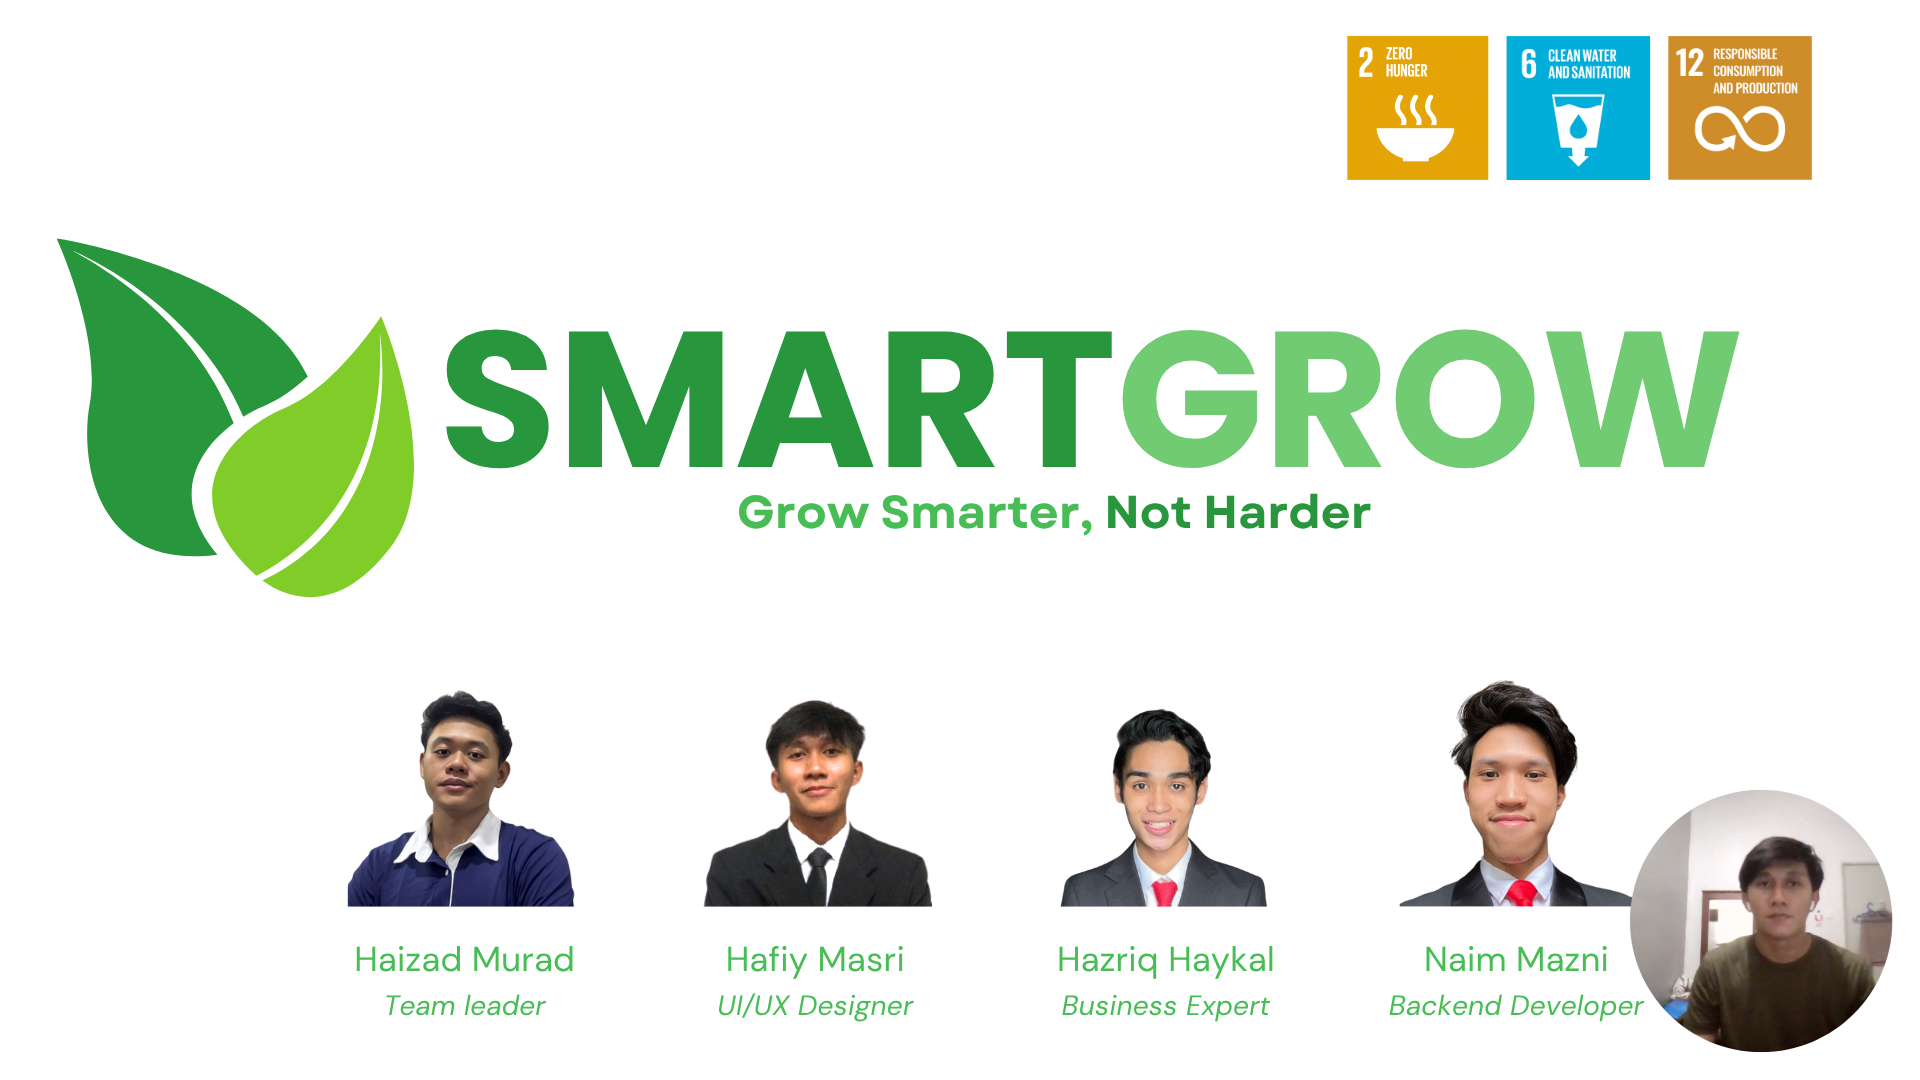 2 ZERO
HUNGER
6 CLEAN WATER
AND SANITATION
12 RESPONSIBLE
CONSUMPTION
AND PRODUCTION
SMARTGROW
Grow Smarter, Not Harder
Haizad Murad
Team leader
Hafiy Masri
UI/UX Designer
Hazriq Haykal
Business Expert
Naim Mazni
Backend Developer